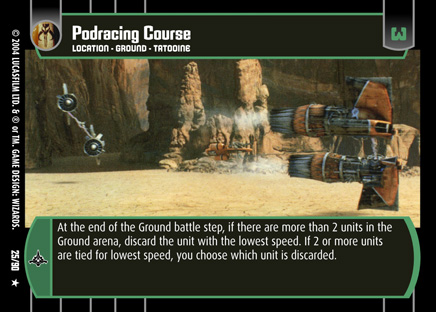 Podracing Course
LOCATION - GROUND - TATOOINE
3
At the end of the Ground battle step, if there are more than 2 units in the
Ground arena, discard the unit with the lowest speed. If 2 or more units
are tied for lowest speed, you choose which unit is discarded.
© 2004 LUCASFILM LTD. & ® or TM. GAME DESIGN: WIZARDS.
25/90 ★